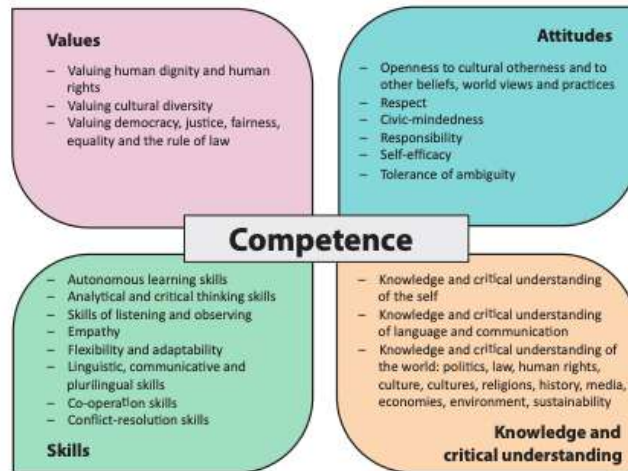 Values
– Valuing human dignity and human
rights
– Valuing cultural diversity
– Valuing democracy, justice, fairness,
equality and the rule of law
Attitudes
– Openness to cultural otherness and to
other beliefs, world views and practices
– Respect
– Civic-mindedness
– Responsibility
– Self-efficacy
– Tolerance of ambiguity
Competence
– Autonomous learning skills
– Analytical and critical thinking skills
– Skills of listening and observing
– Empathy
– Flexibility and adaptability
– Linguistic, communicative and
plurilingual skills
– Co-operation skills
– Conflict-resolution skills
Skills
– Knowledge and critical understanding
of the self
– Knowledge and critical understanding
of language and communication
– Knowledge and critical understanding of
the world: politics, law, human rights,
culture, cultures, religions, history, media,
economies, environment, sustainability
Knowledge and
critical understanding